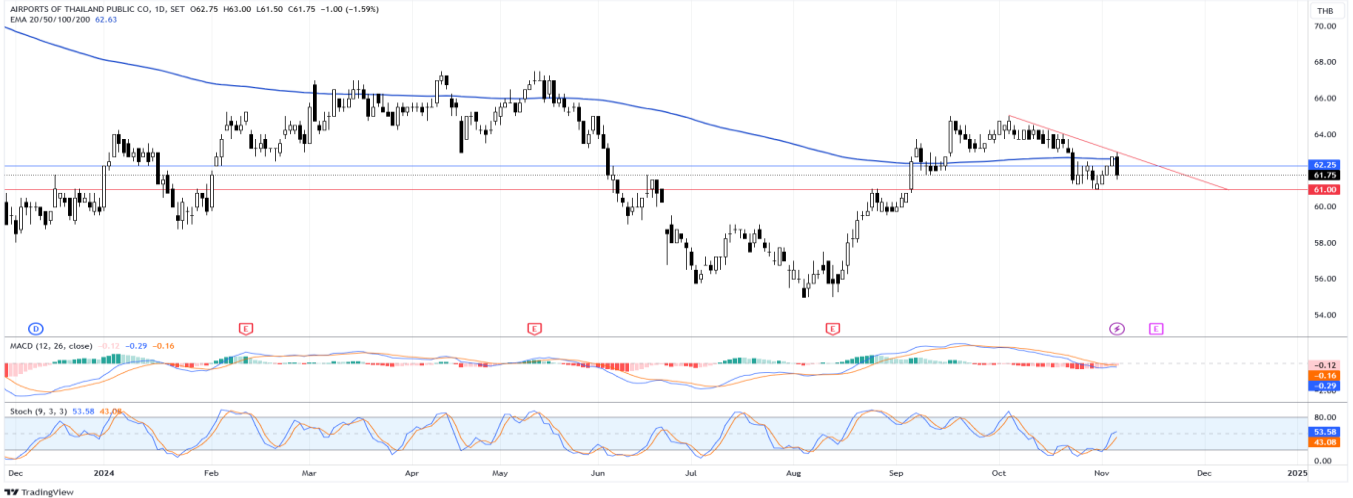 AIRPORTS OF THAILAND PUBLIC CO, 1D, SET O62.75 H63.00 L61.50 C61.75 −1.00 (−1.59%)
EMA 20/50/100/200 62.63
THB
70.00
68.00
66.00
64.00
62.25
61.75
61.00
60.00
58.00
56.00
54.00
D
E
E
E
E
MACD (12, 26, close) −0.12 −0.29 −0.16
−0.12
−0.16
−0.29
Stoch (9, 3, 3) 53.58 43.08
80.00
53.58
43.08
0.00
Dec 2024 Feb Mar Apr May Jun Jul Aug Sep Oct Nov Dec 2025
TradingView